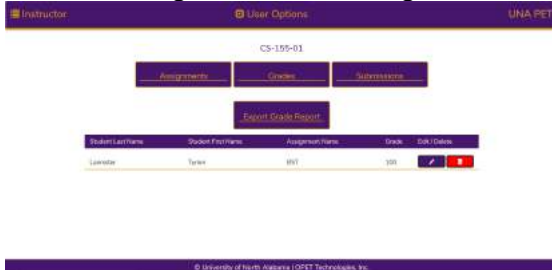 Instructor
User Options
UNA PET
CS-155-01
Assignments
Grades
Submissions
Export Grade Report
Student Last Name Student First Name Assignment Name Grade Edit / Delete
100
© University of North Alabama | OPET Technologies, Inc.